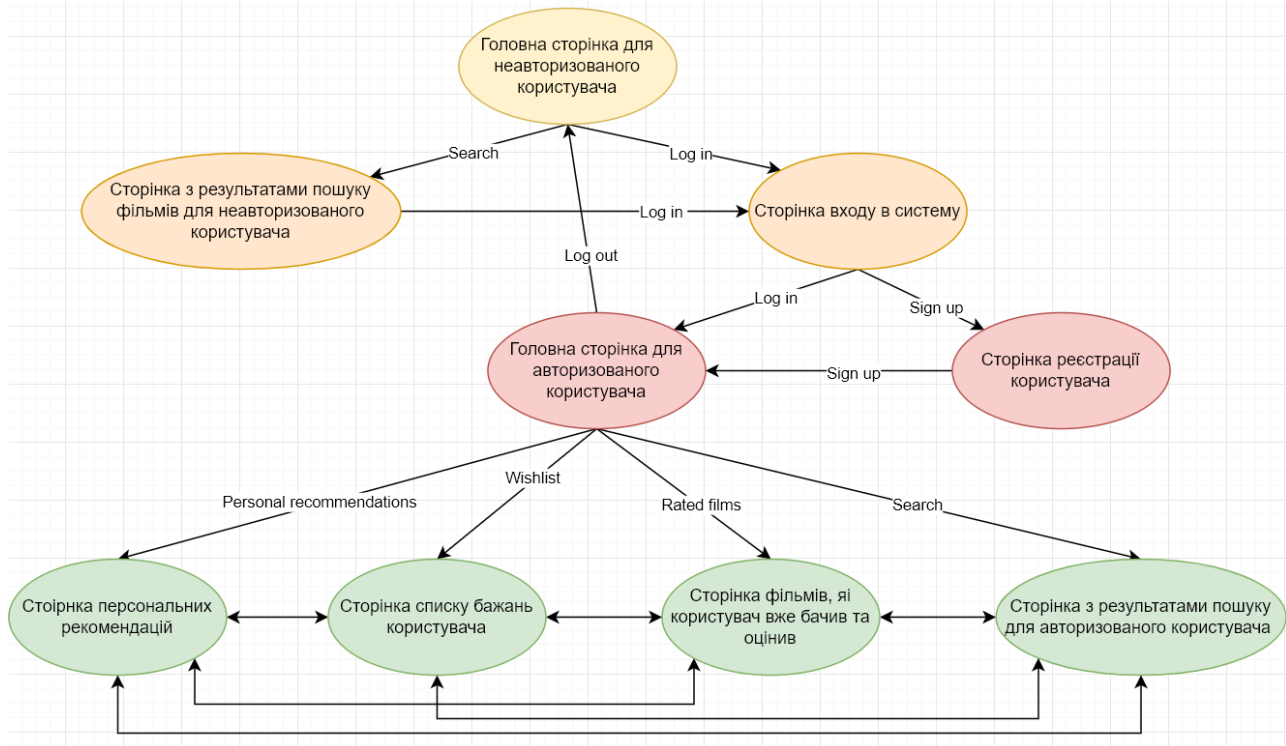 Головна сторінка для
неавторизованого
користувача
Search
Log in
Сторінка з результатами пошуку
фільмів для неавторизованого
користувача
Log in
Сторінка входу в систему
Log out
Log in
Sign up
Головна сторінка для
авторизованого
користувача
Sign up
Сторінка реєстрації
користувача
Personal recommendations
Wishlist
Rated films
Search
Стоірнка персональних
рекомендацій
Сторінка списку бажань
користувача
Сторінка фільмів, яі
користувач вже бачив та
оцінив
Сторінка з результатами пошуку
для авторизованого користувача